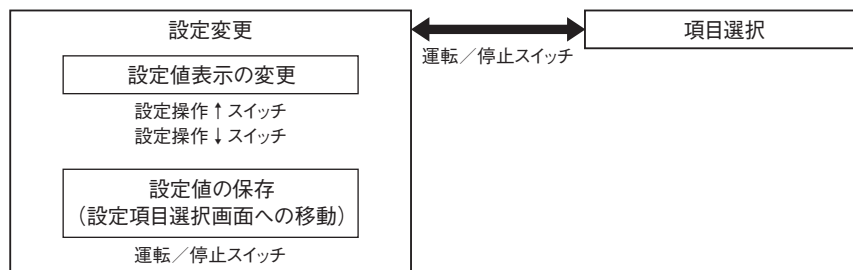 設定変更
設定値表示の変更
設定操作↑スイッチ
設定操作↓スイッチ
設定値の保存
（設定項目選択画面への移動）
運転／停止スイッチ
運転／停止スイッチ
項目選択